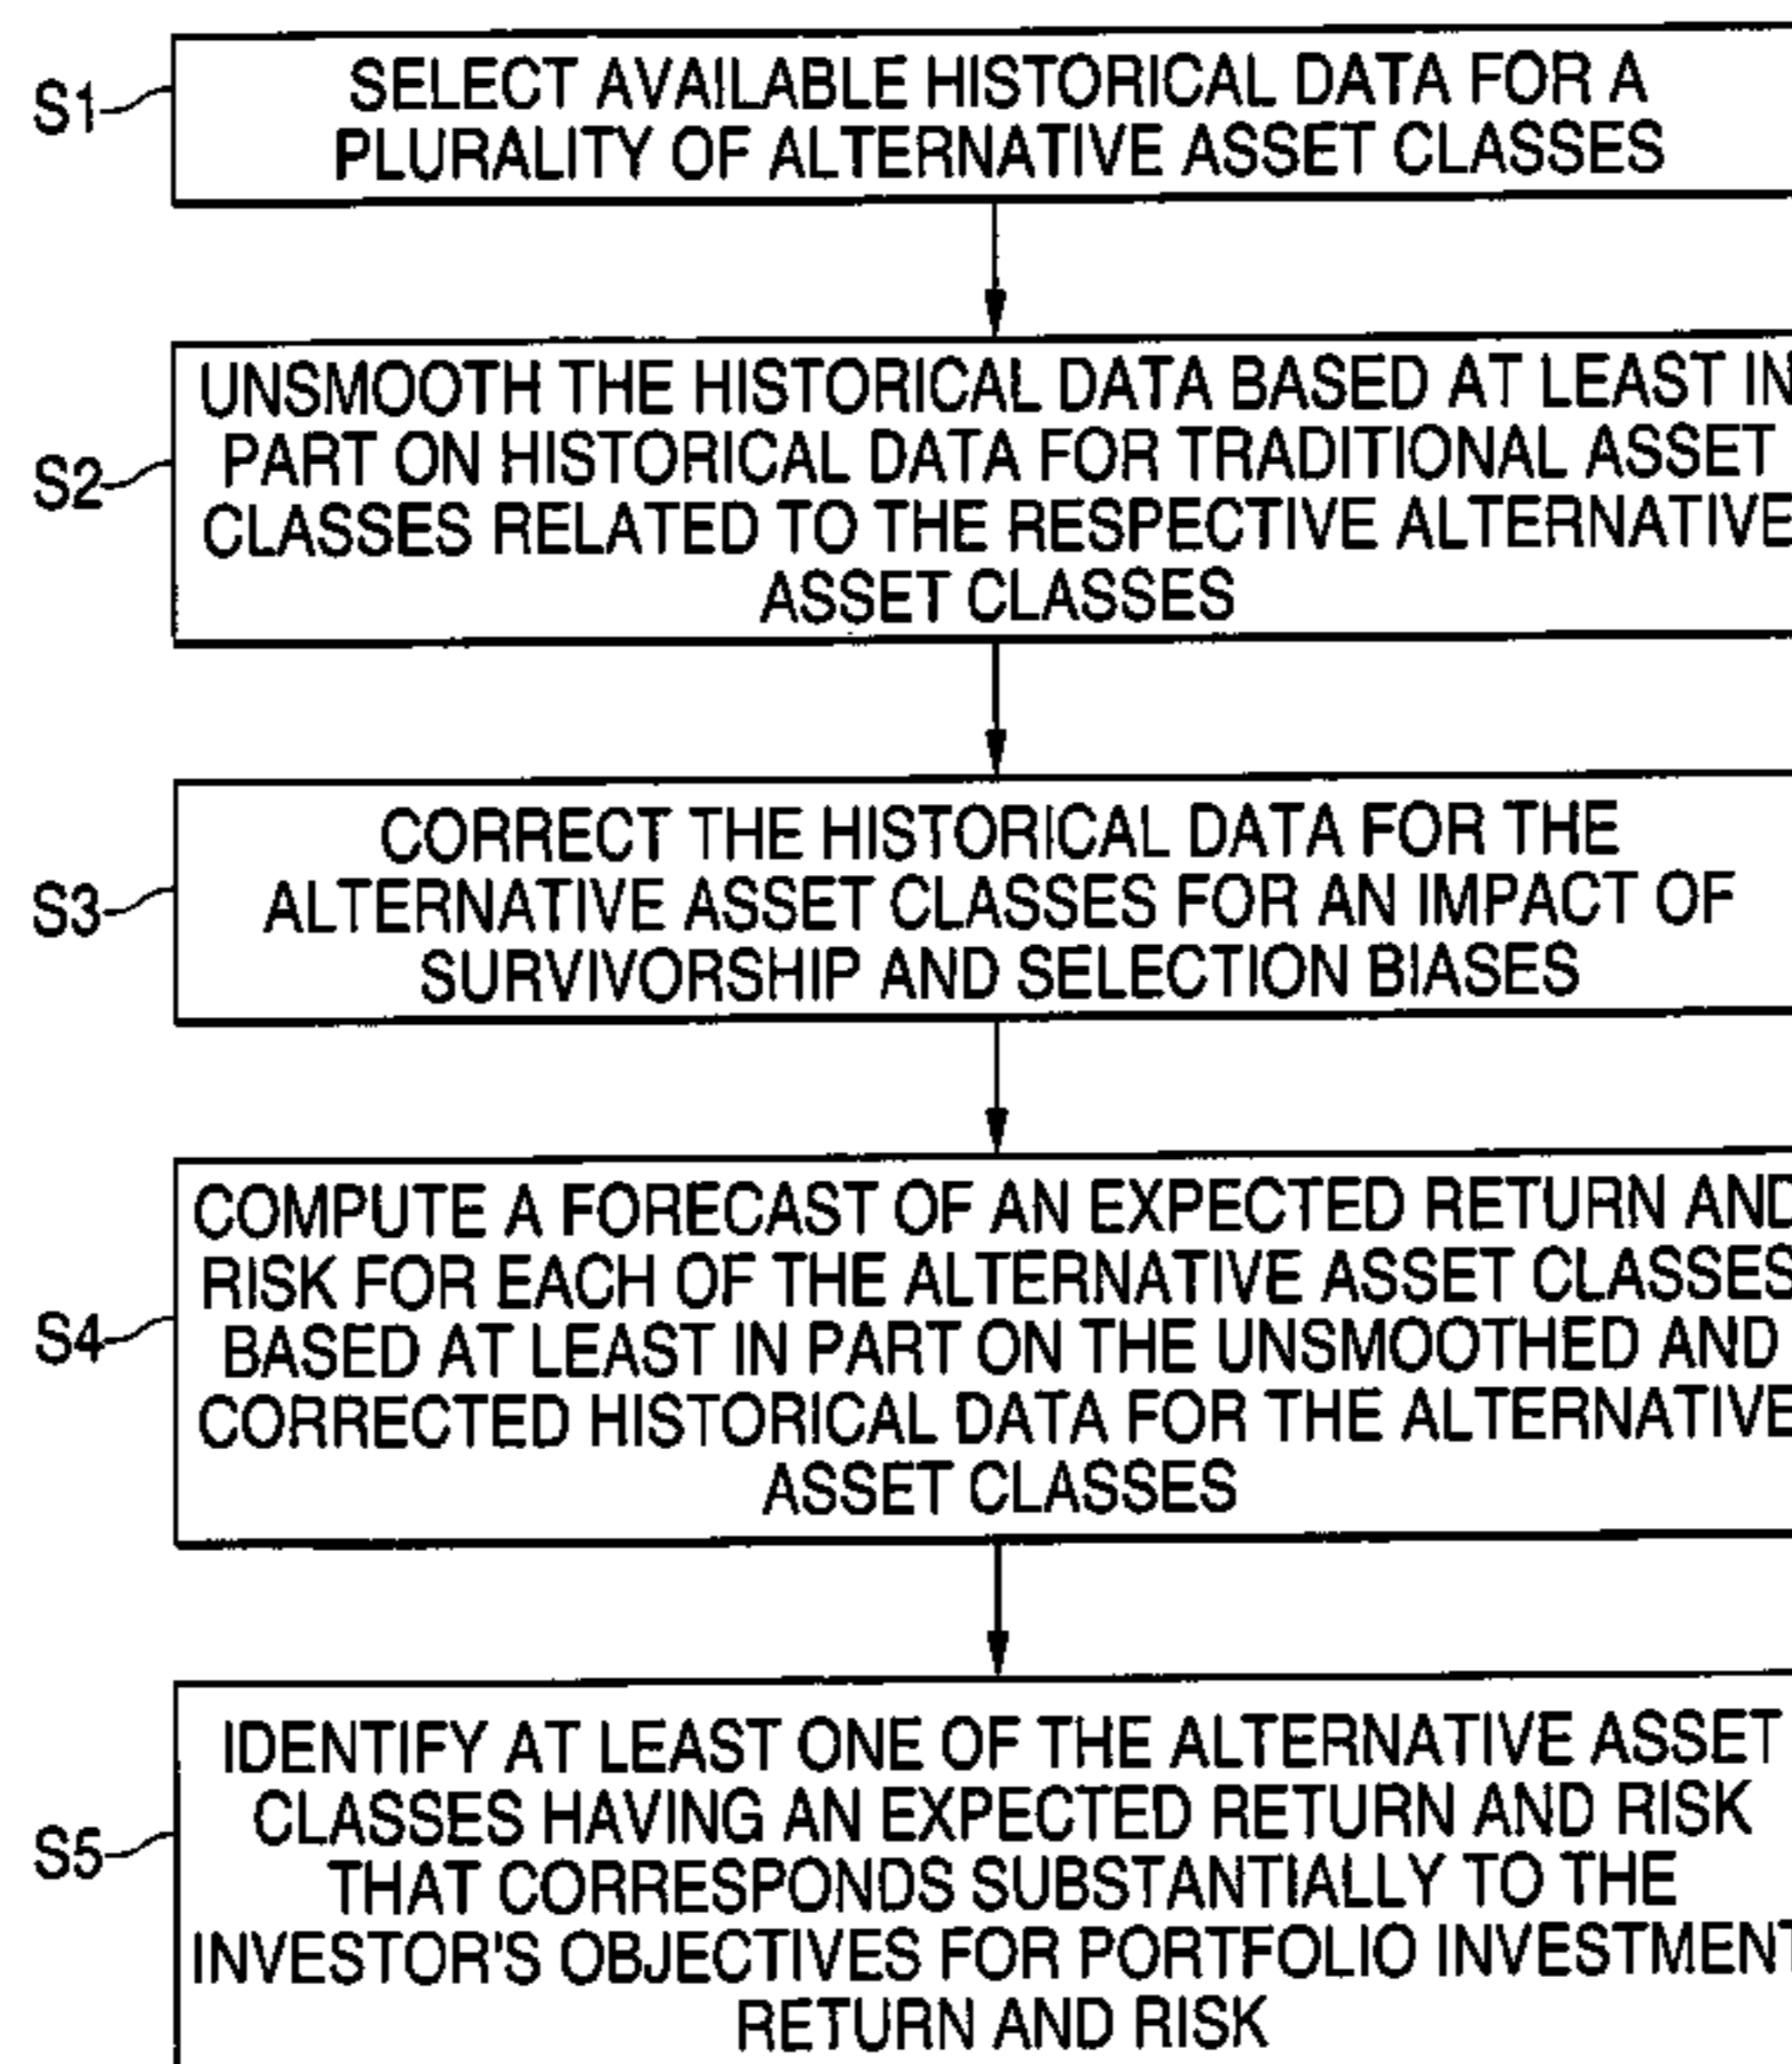 S1
SELECT AVAILABLE HISTORICAL DATA FOR A
PLURALITY OF ALTERNATIVE ASSET CLASSES
S2
UNSMOOTH THE HISTORICAL DATA BASED AT LEAST IN
PART ON HISTORICAL DATA FOR TRADITIONAL ASSET
CLASSES RELATED TO THE RESPECTIVE ALTERNATIVE
ASSET CLASSES
S3
CORRECT THE HISTORICAL DATA FOR THE
ALTERNATIVE ASSET CLASSES FOR AN IMPACT OF
SURVIVORSHIP AND SELECTION BIASES
S4
COMPUTE A FORECAST OF AN EXPECTED RETURN AND
RISK FOR EACH OF THE ALTERNATIVE ASSET CLASSES
BASED AT LEAST IN PART ON THE UNSMOOTHED AND
CORRECTED HISTORICAL DATA FOR THE ALTERNATIVE
ASSET CLASSES
S5
IDENTIFY AT LEAST ONE OF THE ALTERNATIVE ASSET
CLASSES HAVING AN EXPECTED RETURN AND RISK
THAT CORRESPONDS SUBSTANTIALLY TO THE
INVESTOR'S OBJECTIVES FOR PORTFOLIO INVESTMENT
RETURN AND RISK